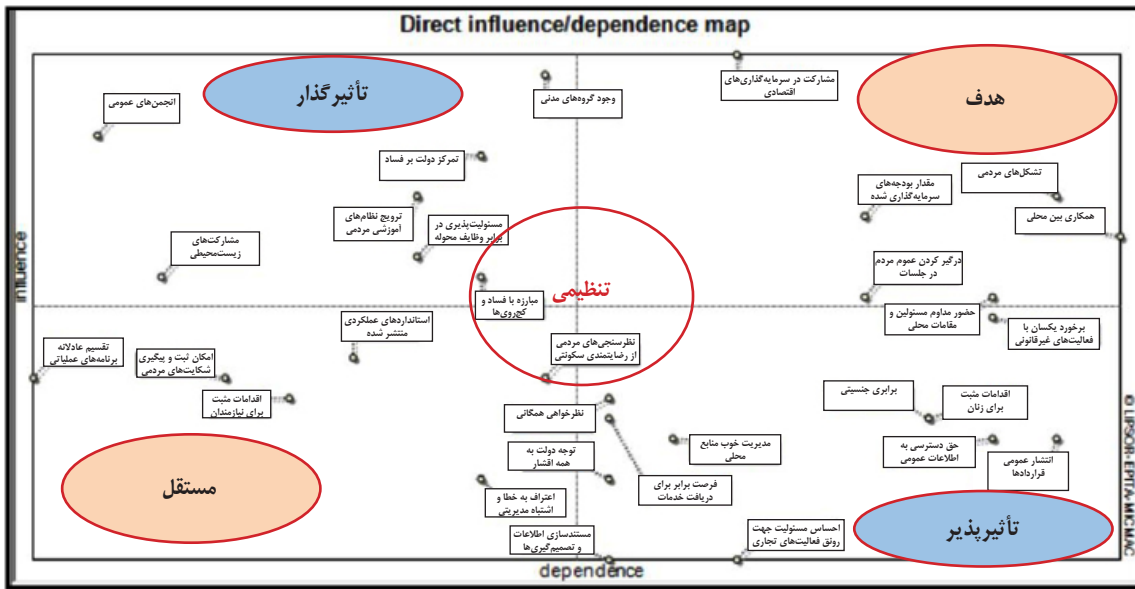 Direct influence/dependence map
تأثیرگذار
هدف
مشارکت در سرمایه‌گذاری‌های
اقتصادی
وجود گروه‌های مدنی
انجمن‌های عمومی
تمرکز دولت بر فساد
تشکل‌های مردمی
مقدار بودجه‌های
سرمایه‌گذاری شده
همکاری بین محلی
ترویج نظام‌های
آموزشی مردمی
مسئولیت‌پذیری در
برابر وظایف محوله
مشارکت‌های
زیست‌محیطی
درگیر کردن عموم مردم
در جلسات
تنظیمی
مبارزه با فساد و
کج‌روی‌ها
حضور مداوم مسئولین و
مقامات محلی
برخورد یکسان با
فعالیت‌های غیرقانونی
استانداردهای عملکردی
منتشر شده
نظرسنجی‌های مردمی
از رضایتمندی سکونتی
تقسیم عادلانه
برنامه‌های عملیاتی
امکان ثبت و پیگیری
شکایت‌های مردمی
اقدامات مثبت
برای نیازمندان
نظرخواهی همگانی
برابری جنسیتی
اقدامات مثبت
برای زنان
توجه دولت به
همه اقشار
مدیریت خوب منابع
محلی
حق دسترسی به
اطلاعات عمومی
انتشار عمومی
قراردادها
فرصت برابر برای
دریافت خدمات
اعتراف به خطا و
اشتباه مدیریتی
مستقل
تأثیرپذیر
مستندسازی اطلاعات
و تصمیم‌گیری‌ها
احساس مسئولیت جهت
رونق فعالیت‌های تجاری
influence
dependence
© LIPSOR-EPITA-MICMAC